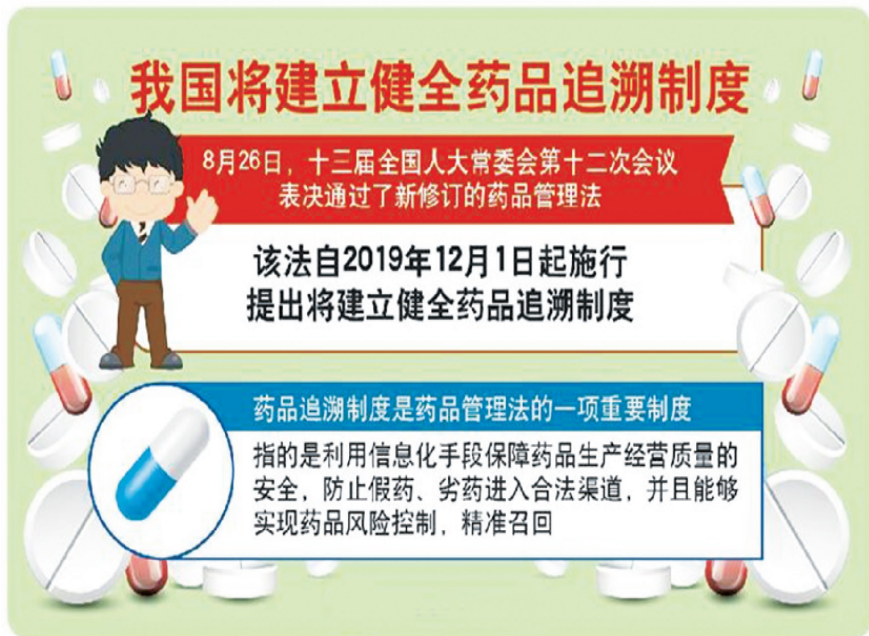 我国将建立健全药品追溯制度
8月26日，十三届全国人大常委会第十二次会议
表决通过了新修订的药品管理法
该法自2019年12月1日起施行
提出将建立健全药品追溯制度
药品追溯制度是药品管理法的一项重要制度
指的是利用信息化手段保障药品生产经营质量的
安全，防止假药、劣药进入合法渠道，并且能够
实现药品风险控制，精准召回